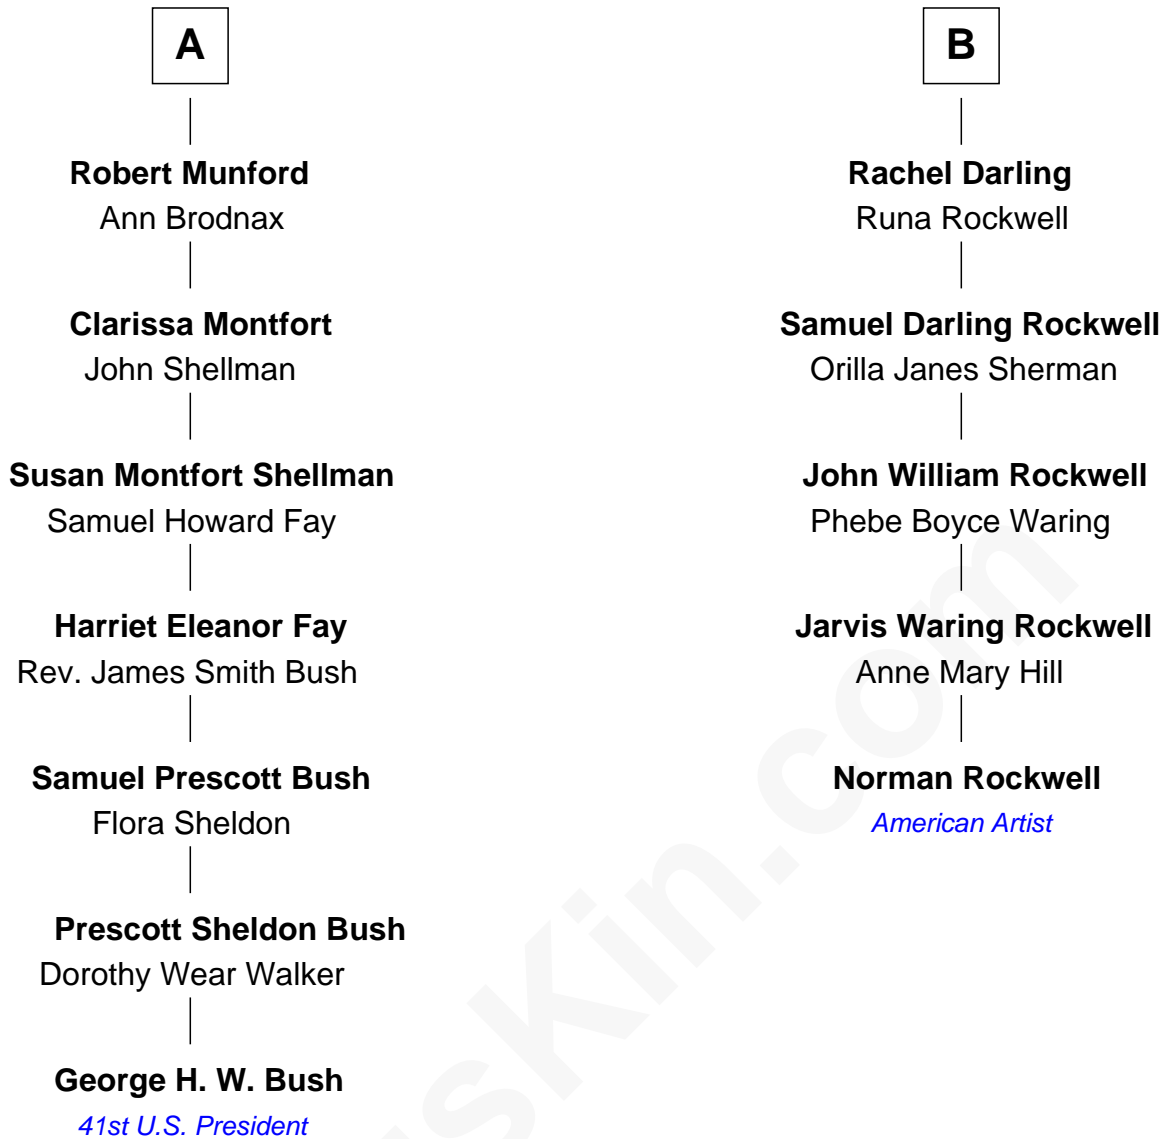 A
Robert Munford
Ann Brodnax
Clarissa Montfort
John Shellman
Susan Montfort Shellman
Samuel Howard Fay
Harriet Eleanor Fay
Rev. James Smith Bush
Samuel Prescott Bush
Flora Sheldon
Prescott Sheldon Bush
Dorothy Wear Walker
George H. W. Bush
41st U.S. President
B
Rachel Darling
Runa Rockwell
Samuel Darling Rockwell
Orilla Janes Sherman
John William Rockwell
Phebe Boyce Waring
Jarvis Waring Rockwell
Anne Mary Hill
Norman Rockwell
American Artist
sKin.com